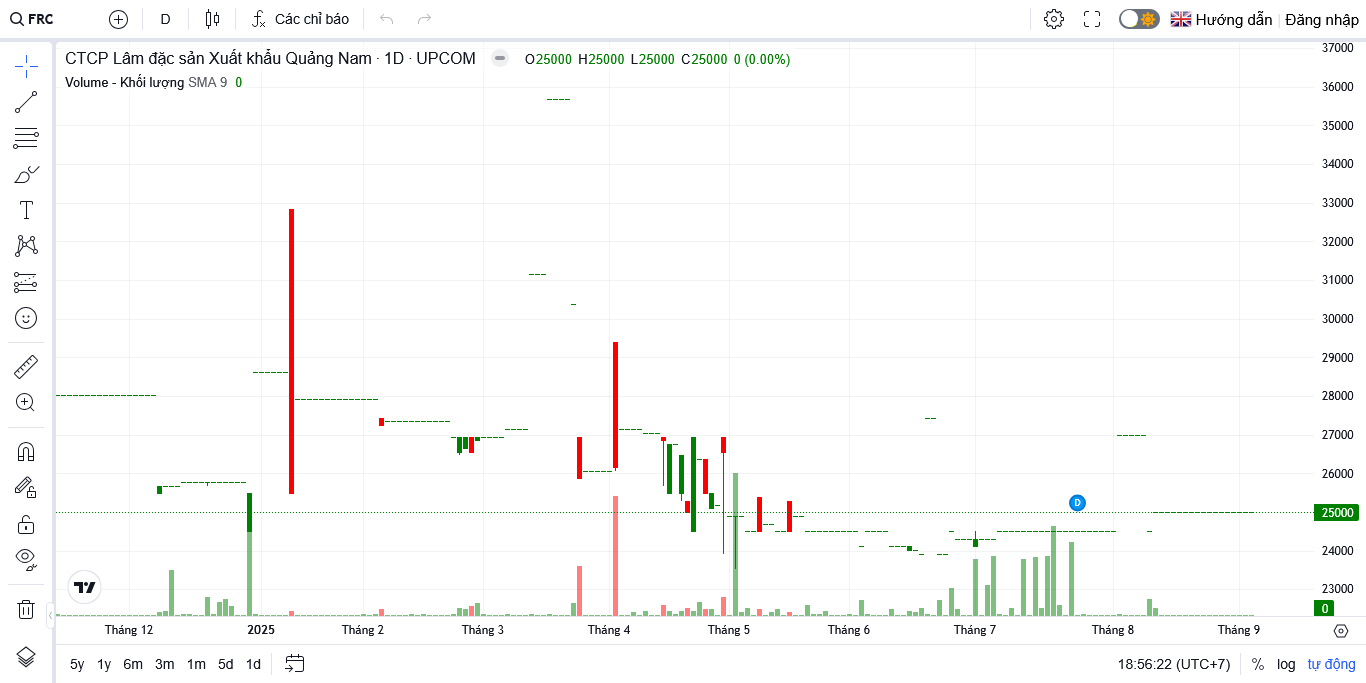 FRC D Các chỉ báo Hướng dẫn Đăng nhập
CTCP Lâm đặc sản Xuất khẩu Quảng Nam · 1D · UPCOM O25000 H25000 L25000 C25000 0 (0.00%)
Volume - Khối lượng SMA 9 0
37000
36000
35000
34000
33000
32000
31000
30000
29000
28000
27000
26000
25000
24000
23000
0
D
Tháng 12 2025 Tháng 2 Tháng 3 Tháng 4 Tháng 5 Tháng 6 Tháng 7 Tháng 8 Tháng 9
5y 1y 6m 3m 1m 5d 1d 18:56:22 (UTC+7) % log tự động